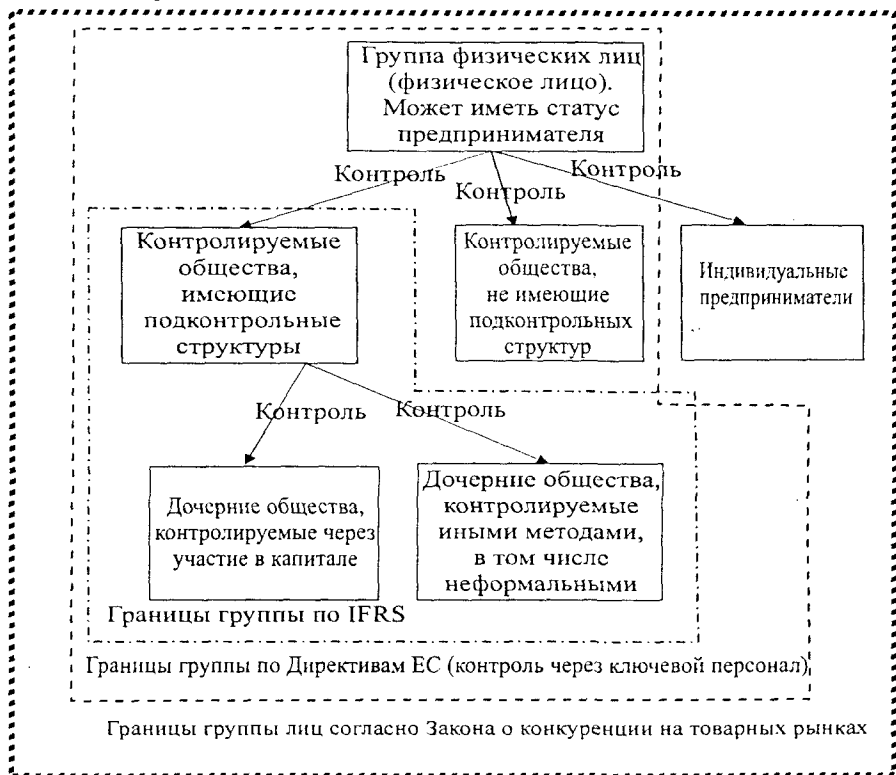 Группа физических лиц
(физическое лицо).
Может иметь статус
предпринимателя
Контроль
Контроль
Контроль
Контролируемые
общества,
имеющие
подконтрольные
структуры
Контролируемые
общества,
не имеющие
подконтрольных
структур
Индивидуальные
предприниматели
Контроль
Контроль
Дочерние общества,
контролируемые через
участие в капитале
Дочерние общества,
контролируемые
иными методами,
в том числе
неформальными
Границы группы по IFRS
Границы группы по Директивам ЕС (контроль через ключевой персонал)
Границы группы лиц согласно Закона о конкуренции на товарных рынках